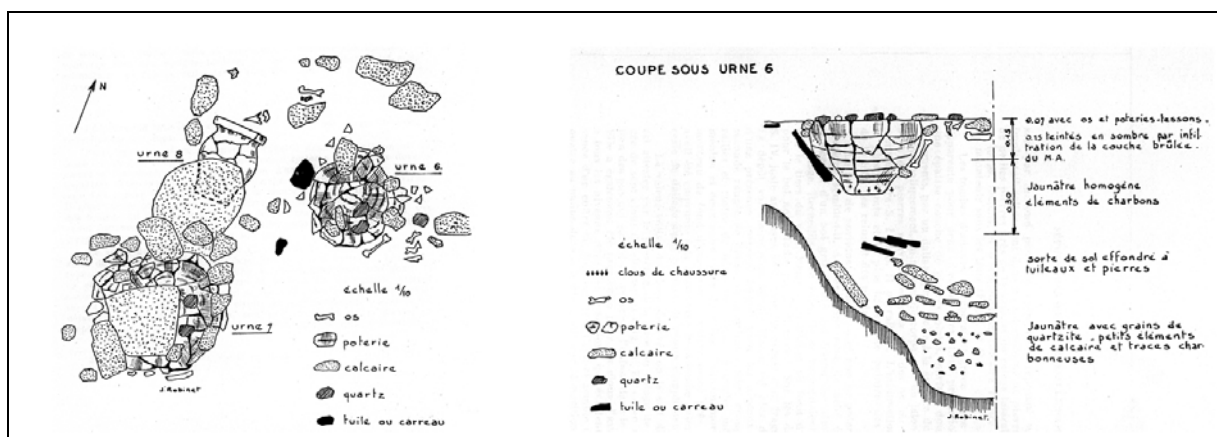 N
urne 8
urne 6
urne 7
échelle 1/10
os
poterie
calcaire
quartz
tuile ou carreau
J. Robinet
COUPE SOUS URNE 6
échelle 1/10
clous de chaussure
os
poterie
calcaire
quartz
tuile ou carreau
0.15
0.30
0.07 avec os et poteries-tessons.
0.15 teintés en sombre par infil
tration de la couche brûlée.
du M.A.
Jaunâtre homogène
éléments de charbons
sorte de sol effondré à
tuileaux et pierres
Jaunâtre avec grains de
quartzite, petits éléments
de calcaire et traces char-
bonneuses
J. Robinet.